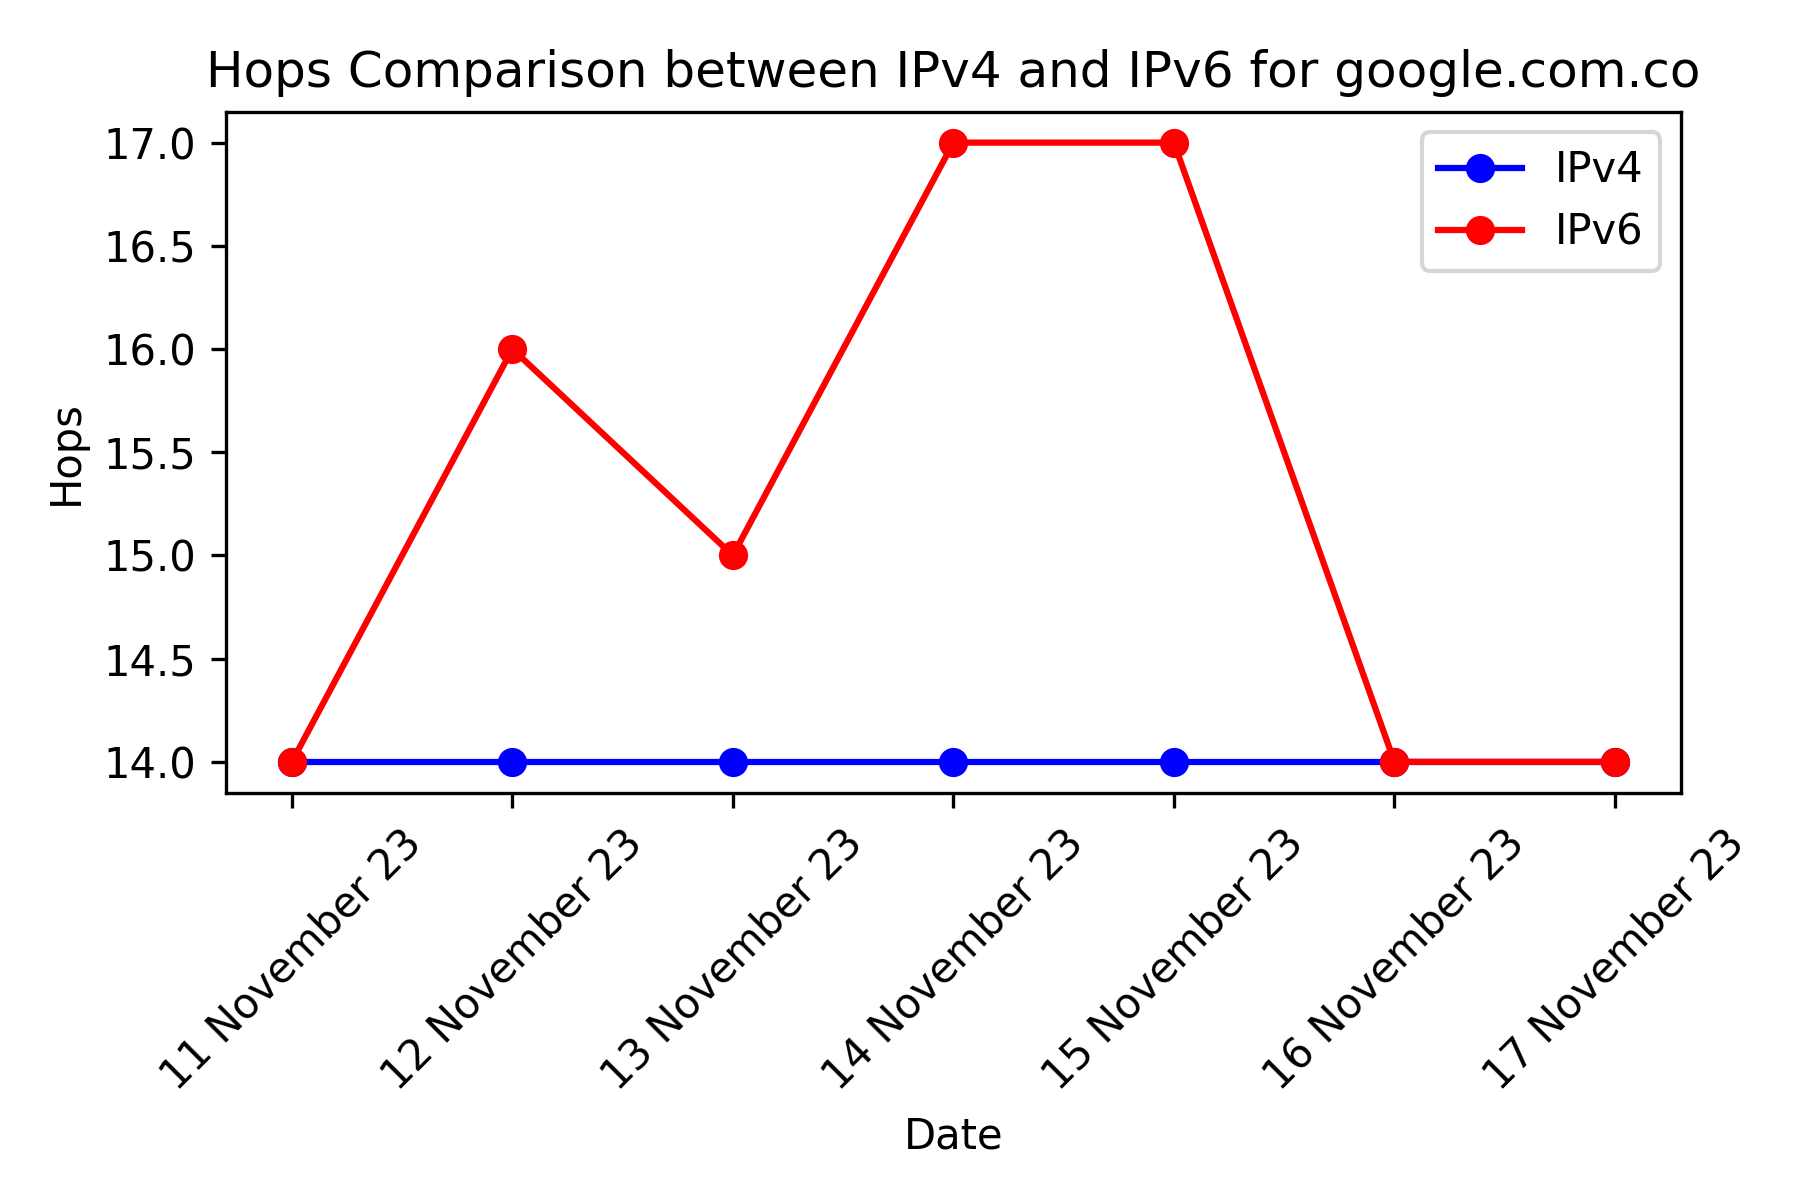 Hops Comparison between IPv4 and IPv6 for google.com.co
17.0
16.5
16.0
15.5
15.0
14.5
14.0
Hops
IPv4
IPv6
11 November 23
12 November 23
13 November 23
14 November 23
15 November 23
16 November 23
17 November 23
Date